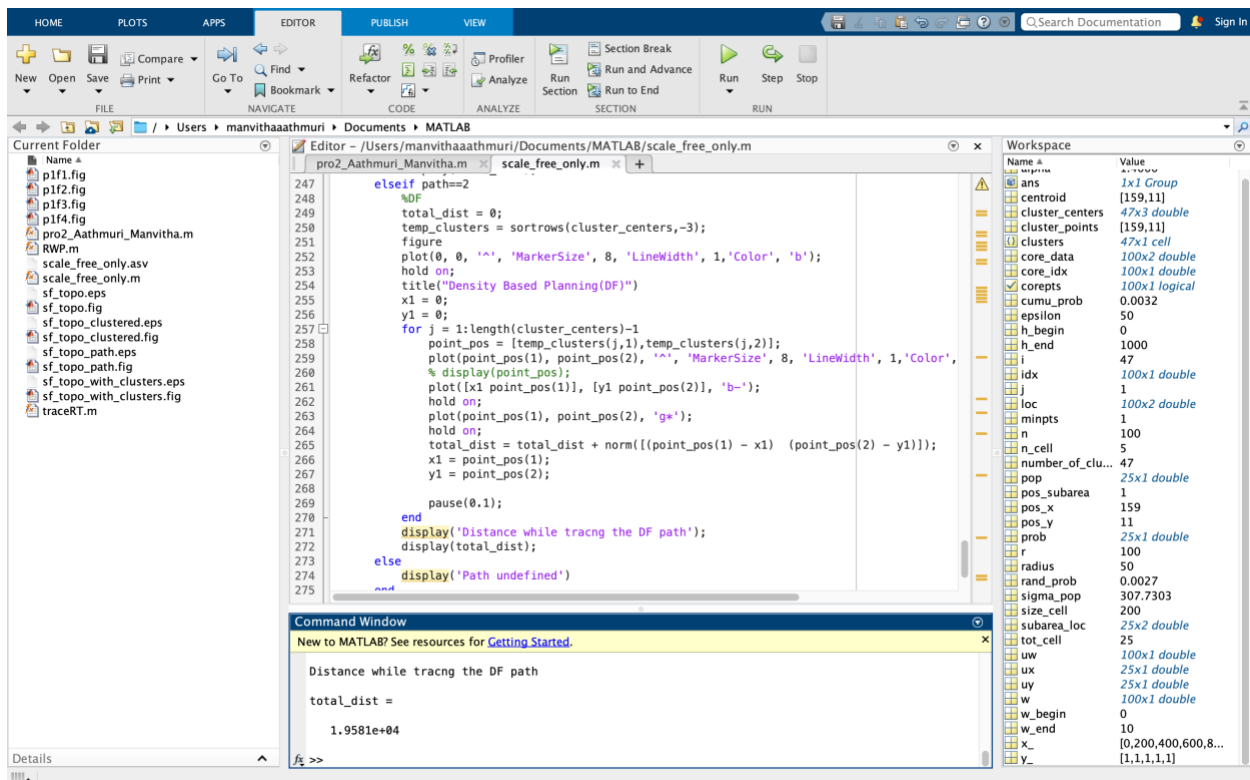 HOME PLOTS APPS EDITOR PUBLISH VIEW Search Documentation Sign In
New Open Save Compare Print
Go To Find Bookmark
Refactor
Profiler Analyze
Run Section
Section Break
Run and Advance
Run to End
Run Step Stop
FILE NAVIGATE CODE ANALYZE SECTION RUN
/ Users manvithaaathmuri Documents MATLAB
Current Folder
Name
p1f1.fig
p1f2.fig
p1f3.fig
p1f4.fig
pro2_Aathmuri_Manvitha.m
RWP.m
scale_free_only.asv
scale_free_only.m
sf_topo.eps
sf_topo.fig
sf_topo_clustered.eps
sf_topo_clustered.fig
sf_topo_path.eps
sf_topo_path.fig
sf_topo_with_clusters.eps
sf_topo_with_clusters.fig
traceRT.m
Details
Editor - /Users/manvithaaathmuri/Documents/MATLAB/scale_free_only.m
pro2_Aathmuri_Manvitha.m scale_free_only.m +
247 elseif path==2
248 %DF
249 total_dist = 0;
250 temp_clusters = sortrows(cluster_centers,-3);
251 figure
252 plot(0, 0, '^', 'MarkerSize', 8, 'LineWidth', 1,'Color', 'b');
253 hold on;
254 title("Density Based Planning(DF)")
255 x1 = 0;
256 y1 = 0;
257 for j = 1:length(cluster_centers)-1
258 point_pos = [temp_clusters(j,1),temp_clusters(j,2)];
259 plot(point_pos(1), point_pos(2), '^', 'MarkerSize', 8, 'LineWidth', 1,'Color',
260 % display(point_pos);
261 plot([x1 point_pos(1)], [y1 point_pos(2)], 'b-');
262 hold on;
263 plot(point_pos(1), point_pos(2), 'g*');
264 hold on;
265 total_dist = total_dist + norm([(point_pos(1) - x1) (point_pos(2) - y1)]);
266 x1 = point_pos(1);
267 y1 = point_pos(2);
268
269 pause(0.1);
270 end
271 display('Distance while tracng the DF path');
272 display(total_dist);
273 else
274 display('Path undefined')
275 end
Command Window
New to MATLAB? See resources for Getting Started.
Distance while tracng the DF path
total_dist =
1.9581e+04
fx >>
Workspace
Name Value
alpha 1.4000
ans 1x1 Group
centroid [159,11]
cluster_centers 47x3 double
cluster_points [159,11]
clusters 47x1 cell
core_data 100x2 double
core_idx 100x1 double
corepts 100x1 logical
cumu_prob 0.0032
epsilon 50
h_begin 0
h_end 1000
i 47
idx 100x1 double
j 1
loc 100x2 double
minpts 1
n 100
n_cell 5
number_of_clu... 47
pop 25x1 double
pos_subarea 1
pos_x 159
pos_y 11
prob 25x1 double
r 100
radius 50
rand_prob 0.0027
sigma_pop 307.7303
size_cell 200
subarea_loc 25x2 double
tot_cell 25
uw 100x1 double
ux 25x1 double
uy 25x1 double
w 100x1 double
w_begin 0
w_end 10
x_ [0,200,400,600,8...
y_ [1,1,1,1,1]